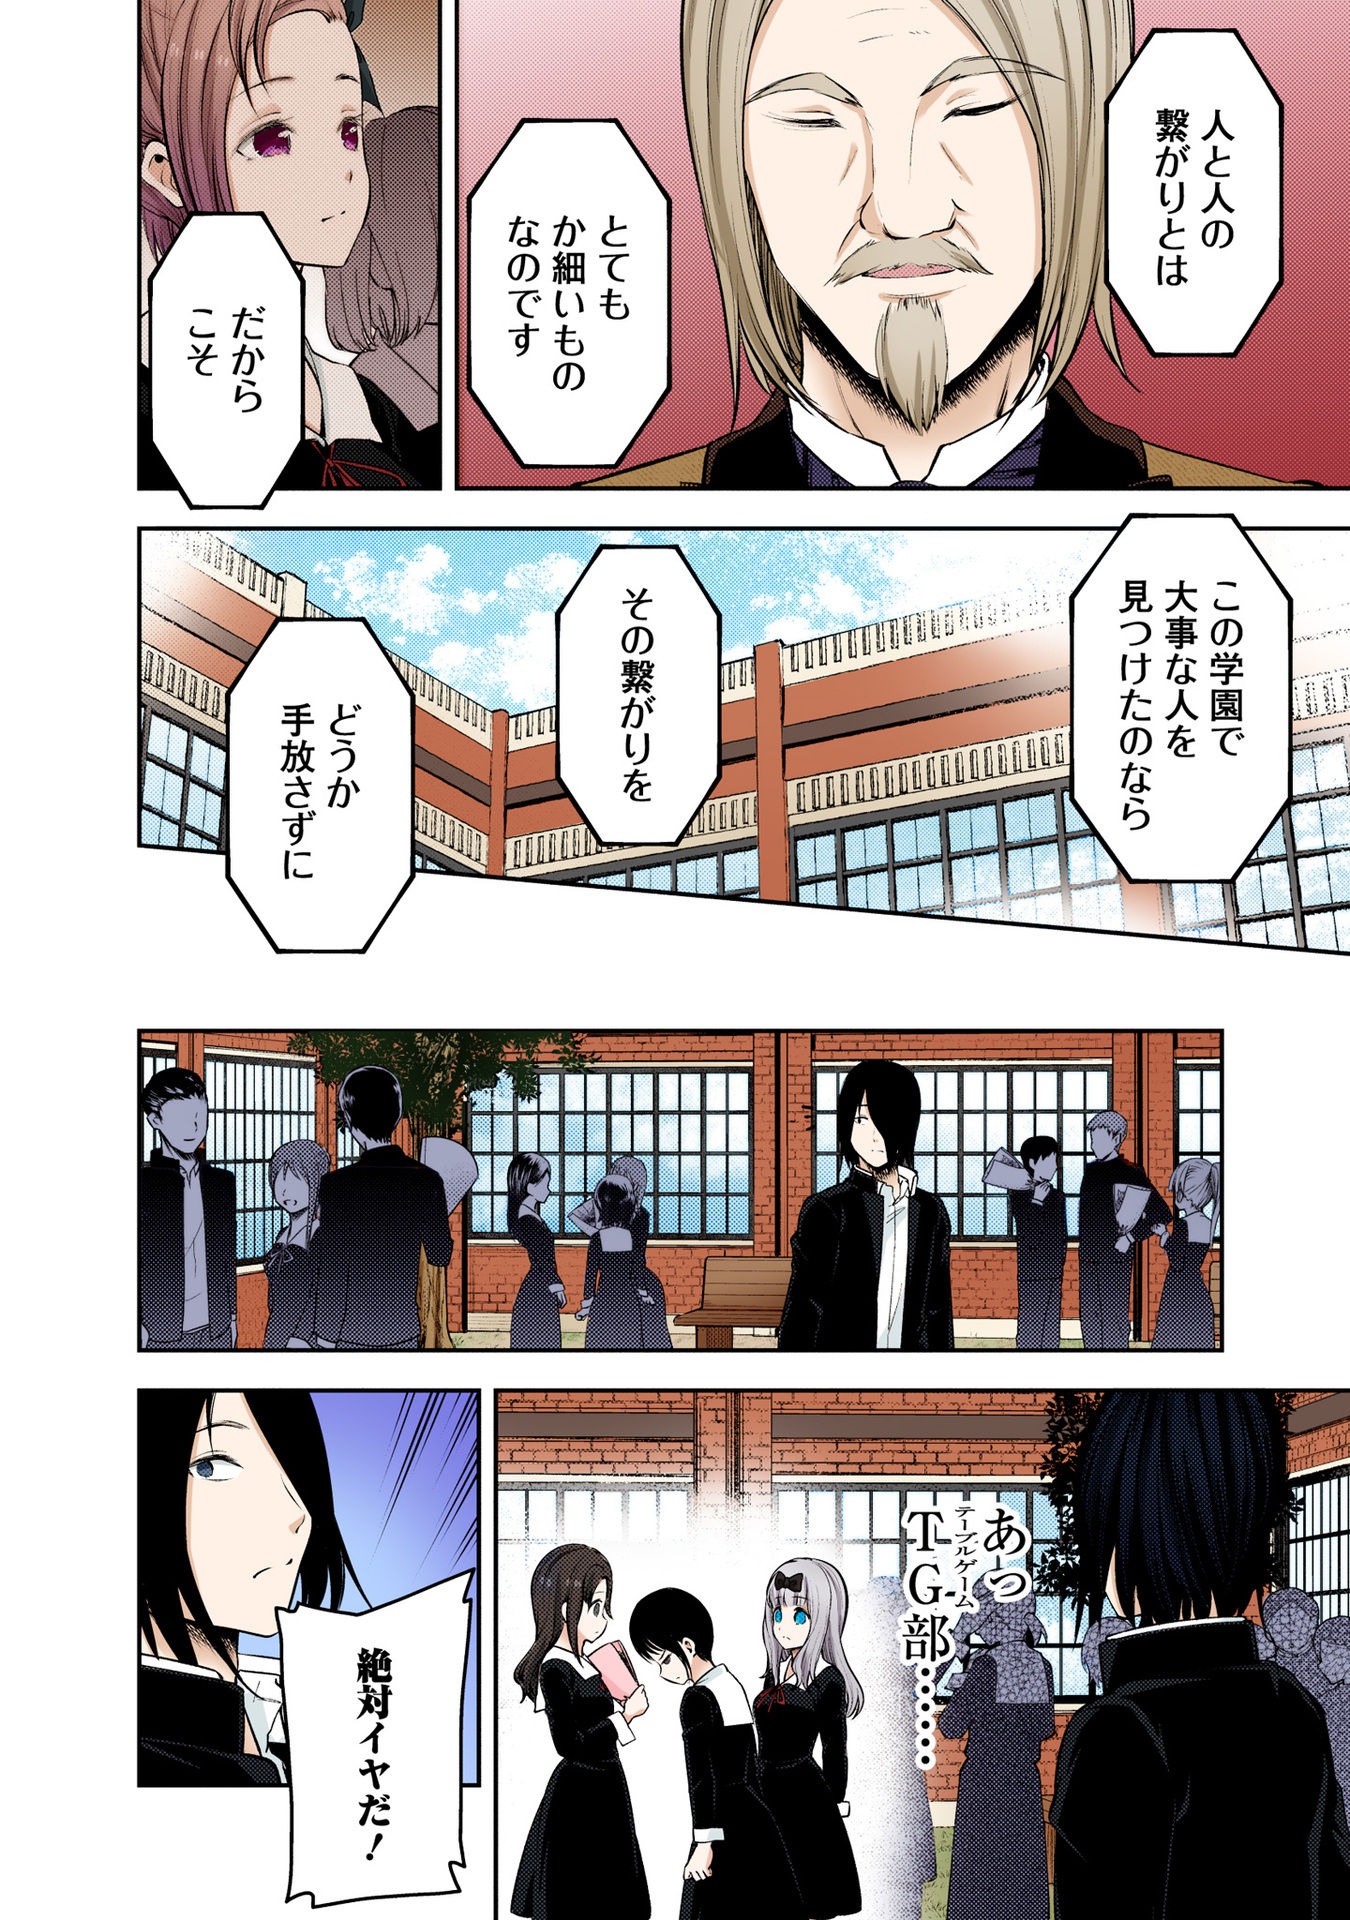 人と人の
繋がりとは
とても
か細いもの
なのです
だから
こそ
この学園で
大事な人を
見つけたのなら
その繋がりを
どうか
手放さずに
あーっ
TG部……
テーブルゲーム
絶対イヤだ！